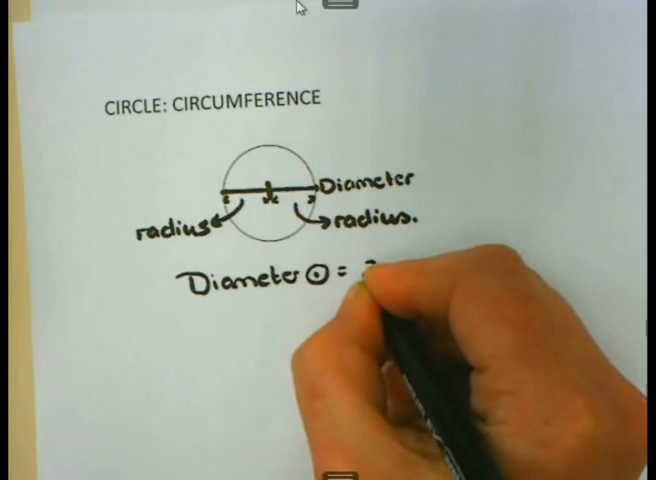 CIRCLE: CIRCUMFERENCE
Diameter
radius
radius.
Diameter ⊙ =